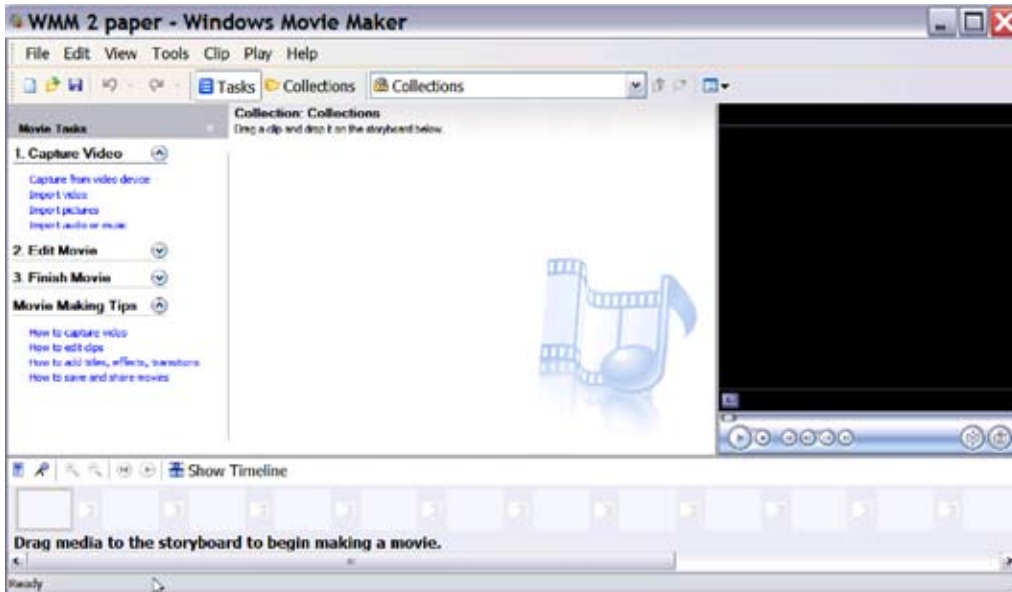 WMM 2 paper - Windows Movie Maker
File Edit View Tools Clip Play Help
Tasks Collections Collections
Movie Tasks
Collection: Collections
Drag a clip and drop it on the storyboard below.
1. Capture Video
Capture from video device
Import video
Import pictures
Import audio or music
2. Edit Movie
3. Finish Movie
Movie Making Tips
How to capture video
How to edit clips
How to add titles, effects, transitions
How to save and share movies
Show Timeline
Drag media to the storyboard to begin making a movie.
Ready